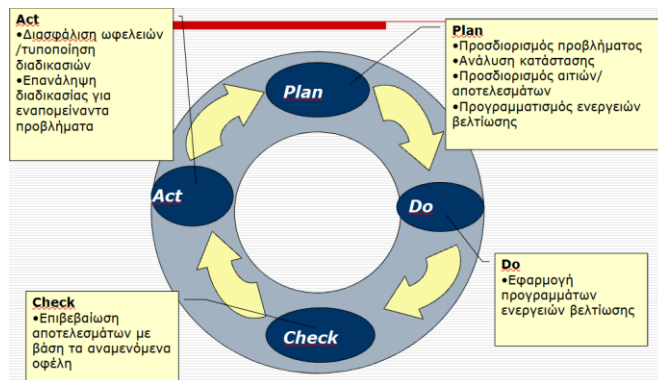 Act
•Διασφάλιση ωφελειών
/τυποποίηση
διαδικασιών
•Επανάληψη
διαδικασίας για
εναπομείναντα
προβλήματα
Plan
•Προσδιορισμός προβλήματος
•Ανάλυση κατάστασης
•Προσδιορισμός αιτιών/
αποτελεσμάτων
•Προγραμματισμός ενεργειών
βελτίωσης
Plan
Act
Do
Check
Check
•Επιβεβαίωση
αποτελεσμάτων με
βάση τα αναμενόμενα
οφέλη
Do
•Εφαρμογή
προγραμμάτων
ενεργειών βελτίωσης